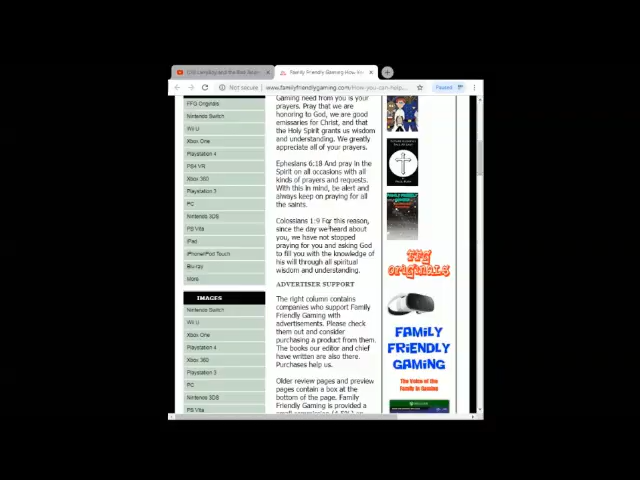 Family Friendly Gaming How
Not secure
www.familyfriendlygaming.com/How-you-can-help
Paused
FFG Originals
Nintendo Switch
Wii U
Xbox One
Playstation 4
PS4 VR
Xbox 360
Playstation 3
PC
Nintendo 3DS
PS Vita
iPad
iPhone/iPod Touch
Blu-ray
More
IMAGES
Nintendo Switch
Wii U
Xbox One
Playstation 4
Xbox 360
Playstation 3
PC
Nintendo 3DS
PS Vita
Gaming need from you is your
prayers. Pray that we are
honoring to God, we are good
emissaries for Christ, and that
the Holy Spirit grants us wisdom
and understanding. We greatly
appreciate all of your prayers.
Ephesians 6:18 And pray in the
Spirit on all occasions with all
kinds of prayers and requests.
With this in mind, be alert and
always keep on praying for all
the saints.
Colossians 1:9 For this reason,
since the day we heard about
you, we have not stopped
praying for you and asking God
to fill you with the knowledge of
his will through all spiritual
wisdom and understanding.
ADVERTISER SUPPORT
The right column contains
companies who support Family
Friendly Gaming with
advertisements. Please check
them out and consider
purchasing a product from them.
The books our editor and chief
have written are also there.
Purchases help us.
Older review pages and preview
pages contain a box at the
bottom of the page. Family
Friendly Gaming is provided a
FFG
ORIGINALS
FAMILY
FRIENDLY
GAMING
The Voice of the
Family in Gaming